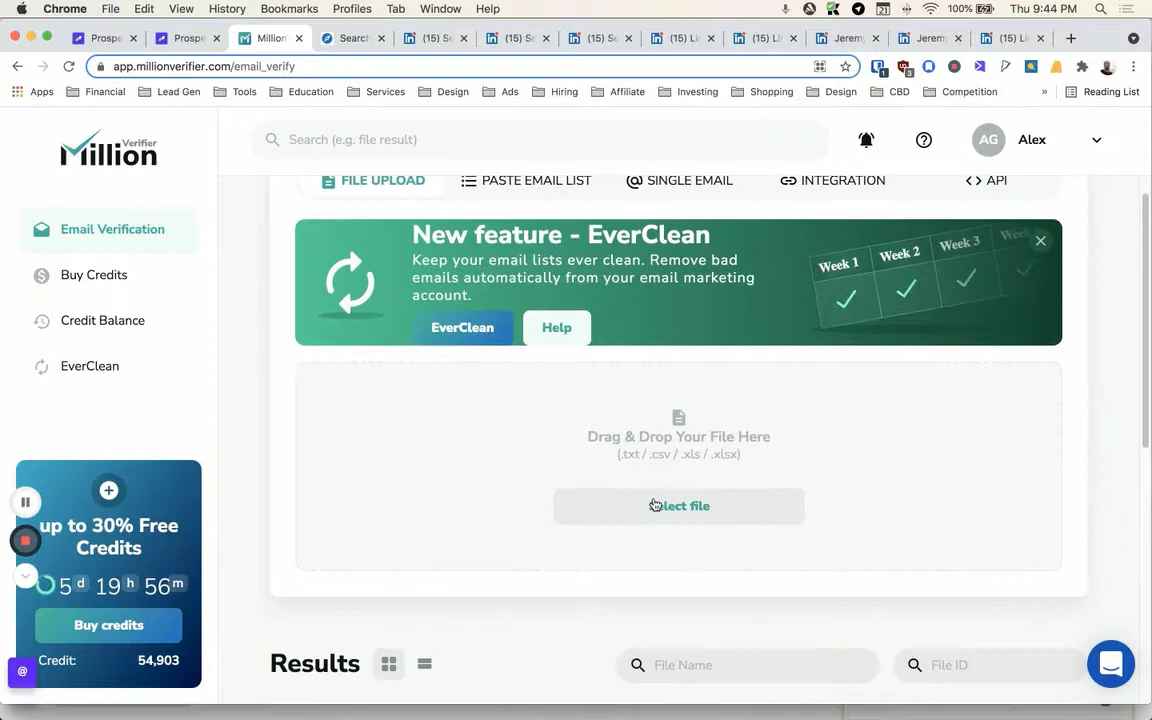 Chrome File Edit View History Bookmarks Profiles Tab Window Help 100% Thu 9:44 PM
Prospe Prospe Million Search (15) Se (15) Se (15) Se (15) Li (15) Li Jeremy Jeremy (15) Li
app.millionverifier.com/email_verify
Apps Financial Lead Gen Tools Education Services Design Ads Hiring Affiliate Investing Shopping Design CBD Competition » Reading List
Million Verifier
Search (e.g. file result)
AG Alex
FILE UPLOAD PASTE EMAIL LIST SINGLE EMAIL INTEGRATION API
Email Verification
Buy Credits
Credit Balance
EverClean
New feature - EverClean
Keep your email lists ever clean. Remove bad
emails automatically from your email marketing
account.
EverClean Help
Week 1 Week 2 Week 3
Drag & Drop Your File Here
(.txt / .csv / .xls / .xlsx)
Select file
up to 30% Free
Credits
5 d 19 h 56 m
Buy credits
Credit: 54,903
Results
File Name
File ID